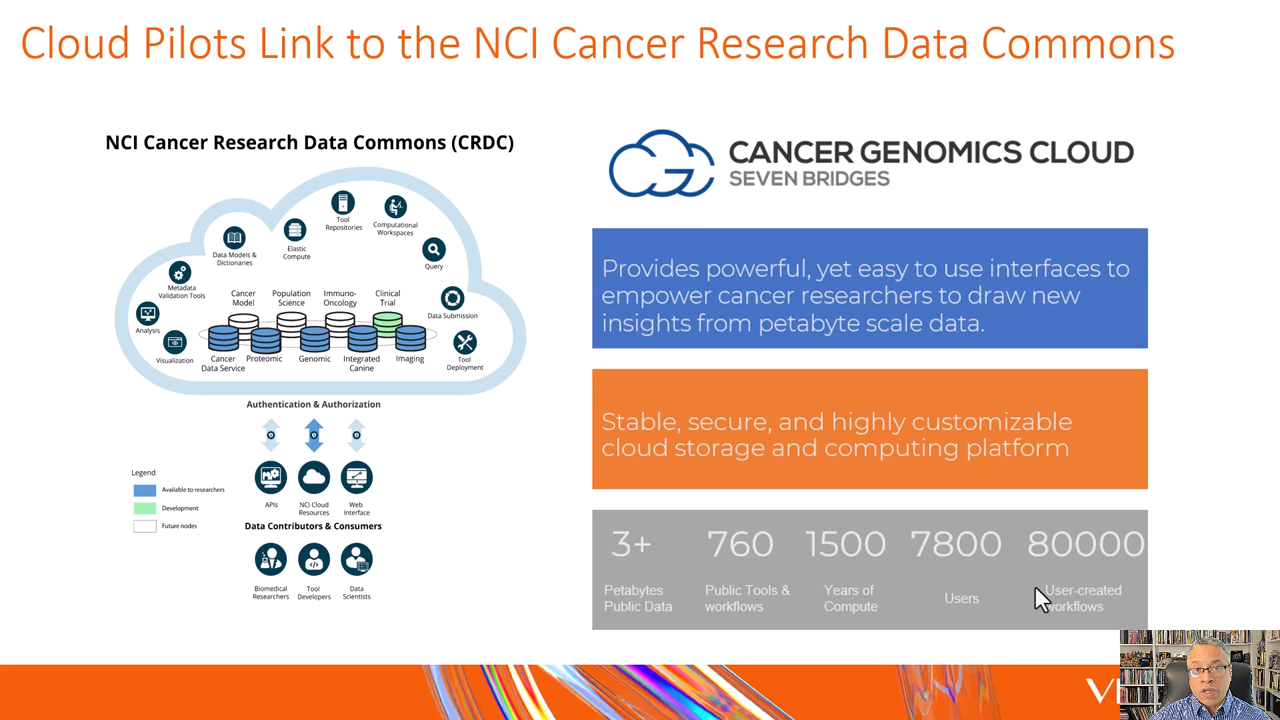 Cloud Pilots Link to the NCI Cancer Research Data Commons
NCI Cancer Research Data Commons (CRDC)
Tool
Repositories
Computational
Workspaces
Data Models &
Dictionaries
Elastic
Compute
Query
Metadata
Validation Tools
Cancer
Model
Population
Science
Immuno-
Oncology
Clinical
Trial
Data Submission
Analysis
Visualization
Cancer
Data Service
Proteomic
Genomic
Integrated
Canine
Imaging
Tool
Deployment
Authentication & Authorization
APIs
NCI Cloud
Resources
Web
Interface
Legend
Available to researchers
Development
Future nodes
Data Contributors & Consumers
Biomedical
Researchers
Tool
Developers
Data
Scientists
CANCER GENOMICS CLOUD
SEVEN BRIDGES
Provides powerful, yet easy to use interfaces to
empower cancer researchers to draw new
insights from petabyte scale data.
Stable, secure, and highly customizable
cloud storage and computing platform
3+ 760 1500 7800 80000
Petabytes
Public Data
Public Tools &
workflows
Years of
Compute
Users
User-created
workflows